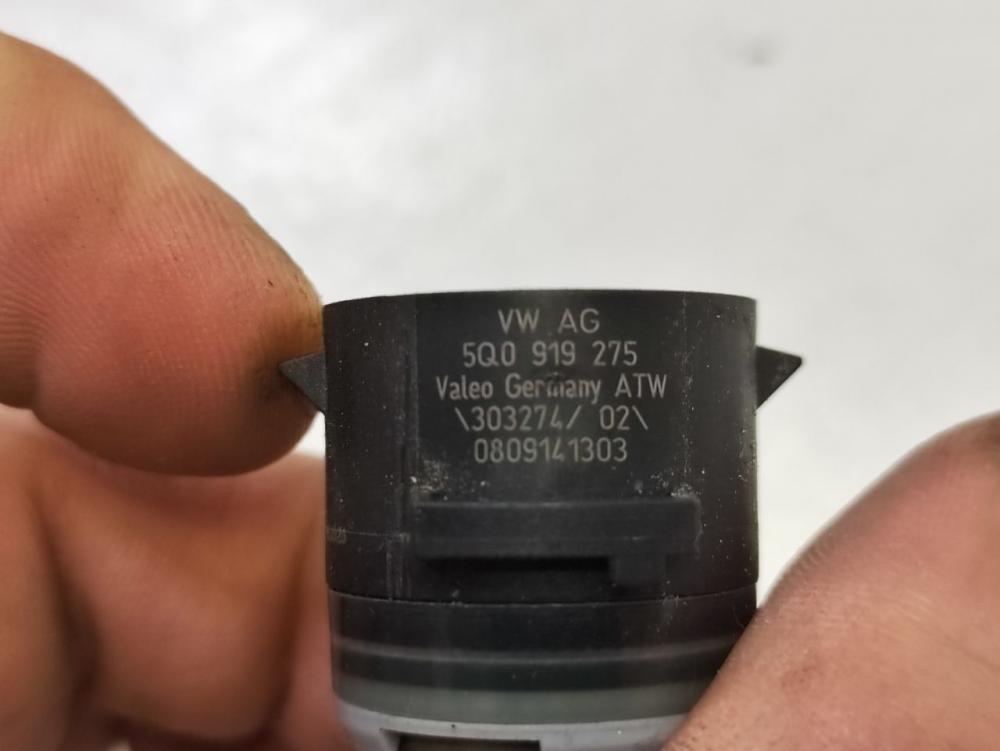 VW AG
5Q0 919 275
Valeo Germany ATW
\303274/ 02\
0809141303